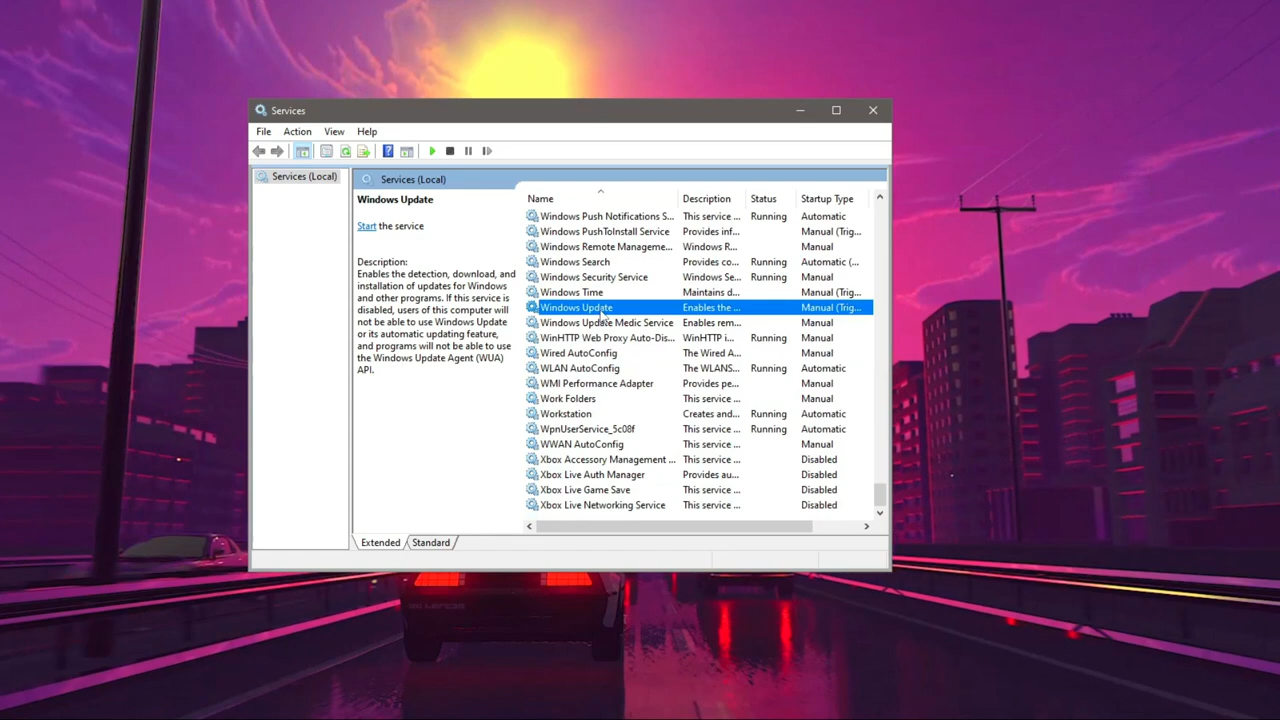 Services
File Action View Help
Services (Local)
Services (Local)
Windows Update
Start the service
Description:
Enables the detection, download, and
installation of updates for Windows
and other programs. If this service is
disabled, users of this computer will
not be able to use Windows Update
or its automatic updating feature,
and programs will not be able to use
the Windows Update Agent (WUA)
API.
Name Description Status Startup Type
Windows Push Notifications S... This service ... Running Automatic
Windows PushToInstall Service Provides inf... Manual (Trig...
Windows Remote Manageme... Windows R... Manual
Windows Search Provides co... Running Automatic (...
Windows Security Service Windows Se... Running Manual
Windows Time Maintains d... Manual (Trig...
Windows Update Enables the ... Manual (Trig...
Windows Update Medic Service Enables rem... Manual
WinHTTP Web Proxy Auto-Dis... WinHTTP i... Running Manual
Wired AutoConfig The Wired A... Manual
WLAN AutoConfig The WLANS... Running Automatic
WMI Performance Adapter Provides pe... Manual
Work Folders This service ... Manual
Workstation Creates and... Running Automatic
WpnUserService_5c08f This service ... Running Automatic
WWAN AutoConfig This service ... Manual
Xbox Accessory Management ... This service ... Disabled
Xbox Live Auth Manager Provides au... Disabled
Xbox Live Game Save This service ... Disabled
Xbox Live Networking Service This service ... Disabled
Extended Standard